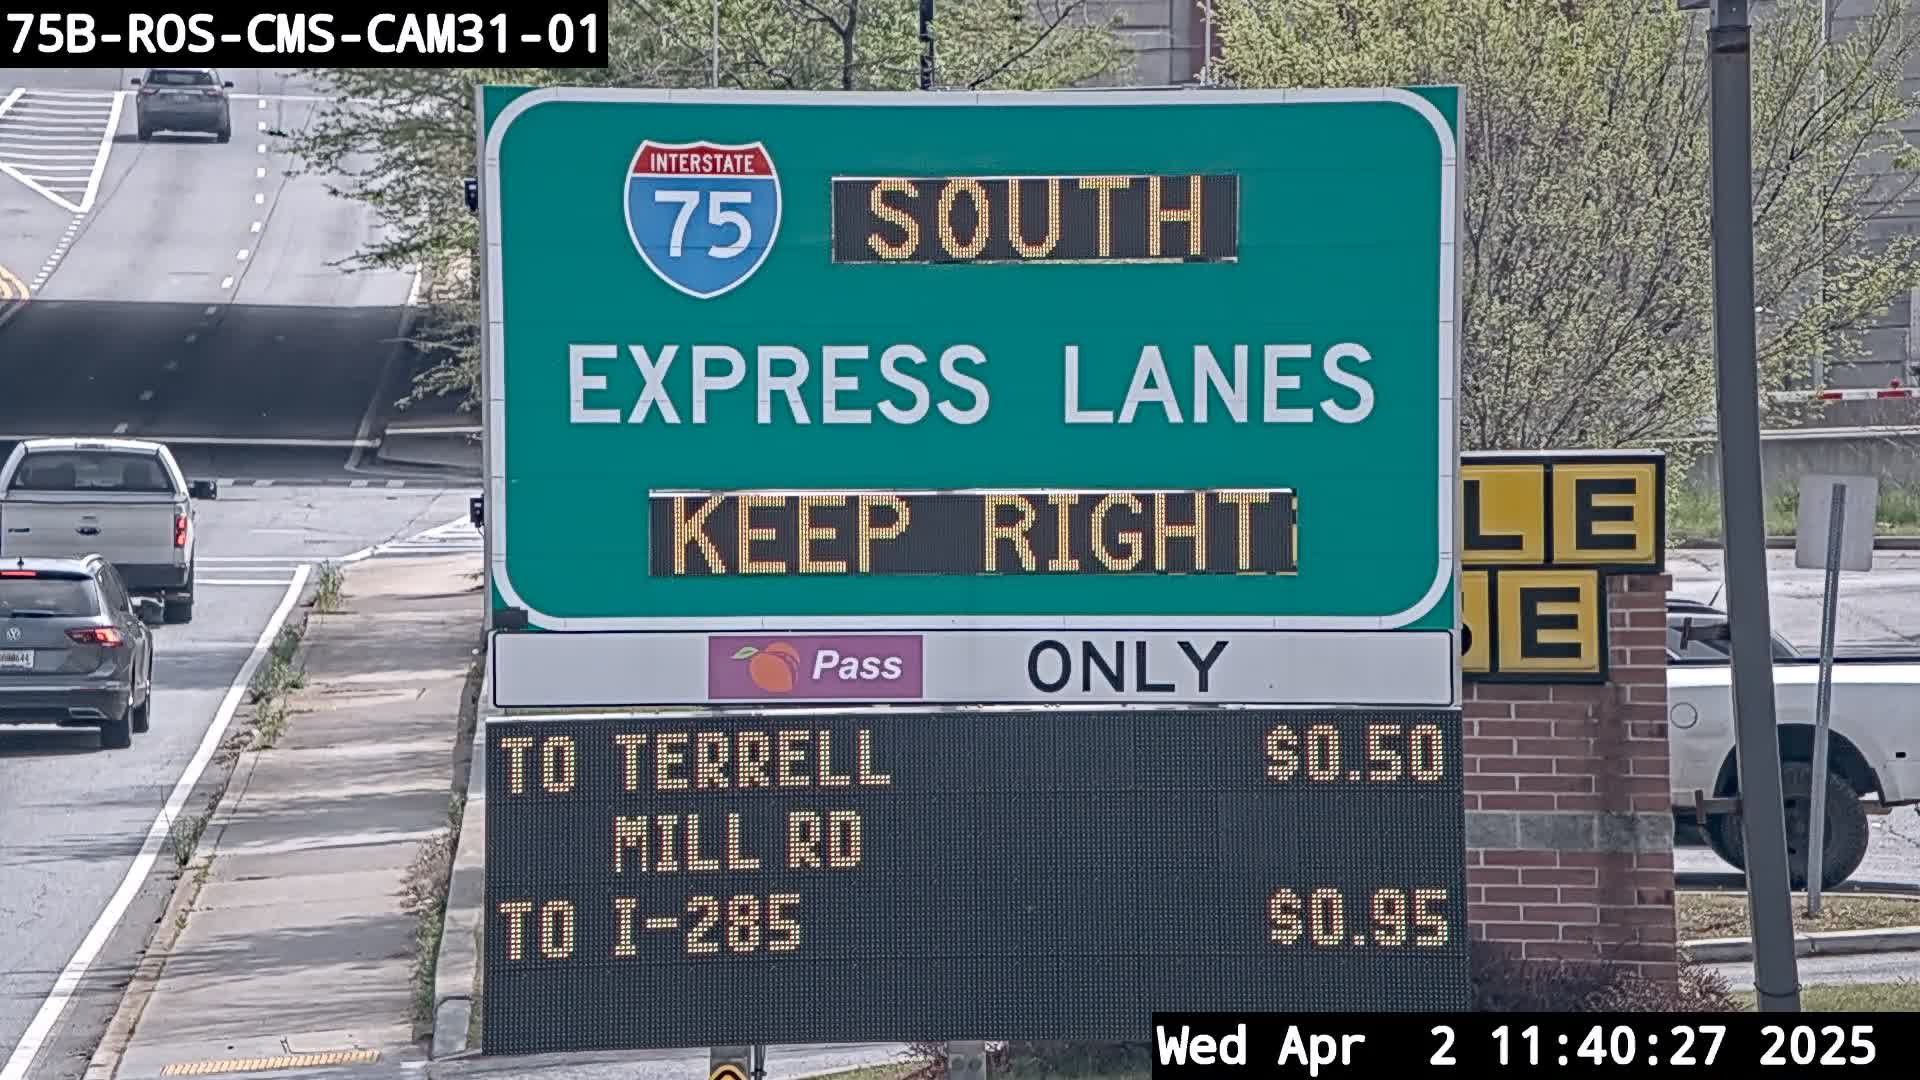 75B-ROS-CMS-CAM31-01
INTERSTATE
75
SOUTH
EXPRESS LANES
KEEP RIGHT
Pass ONLY
TO TERRELL $0.50
MILL RD
TO I-285 $0.95
LE
E
Wed Apr 2 11:40:27 2025